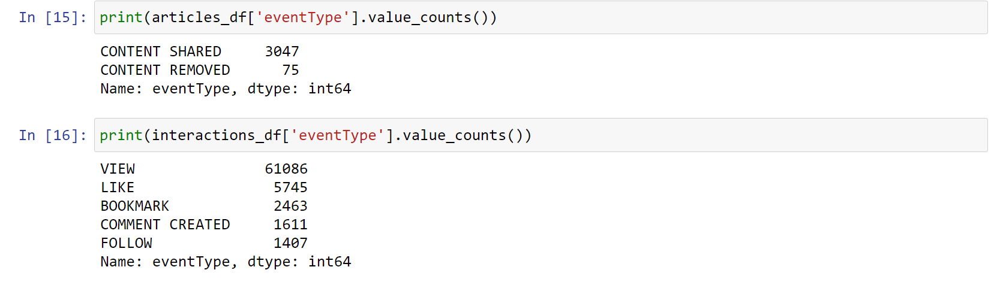 In [15]: print(articles_df['eventType'].value_counts())
CONTENT SHARED     3047
CONTENT REMOVED      75
Name: eventType, dtype: int64
In [16]: print(interactions_df['eventType'].value_counts())
VIEW               61086
LIKE                5745
BOOKMARK            2463
COMMENT CREATED     1611
FOLLOW              1407
Name: eventType, dtype: int64